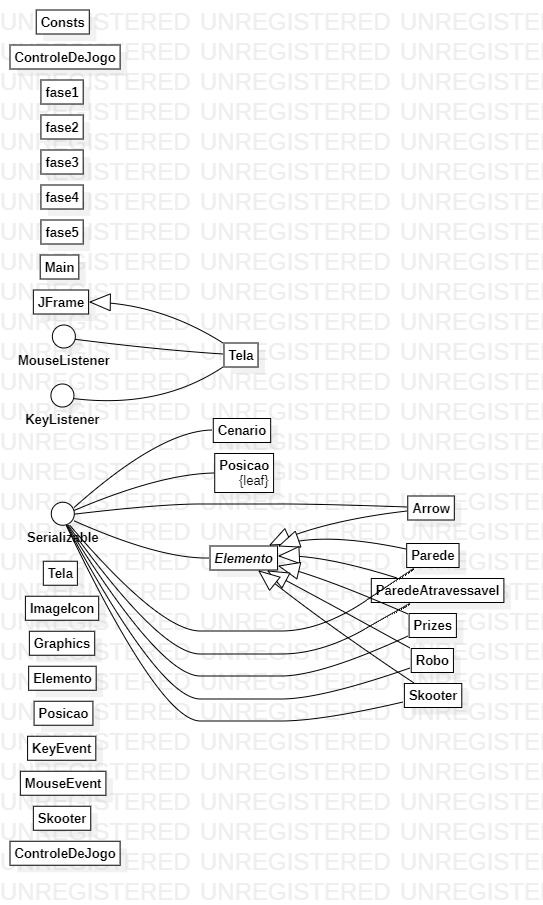 Consts
ControleDeJogo
fase1
fase2
fase3
fase4
fase5
Main
JFrame
MouseListener
Tela
KeyListener
Cenario
Posicao
{leaf}
Arrow
Serializable
Elemento
Parede
Tela
ParedeAtravessavel
ImageIcon
Prizes
Graphics
Robo
Elemento
Skooter
Posicao
KeyEvent
MouseEvent
Skooter
ControleDeJogo
UNREGISTERED UNREGISTERED UNREGISTERED